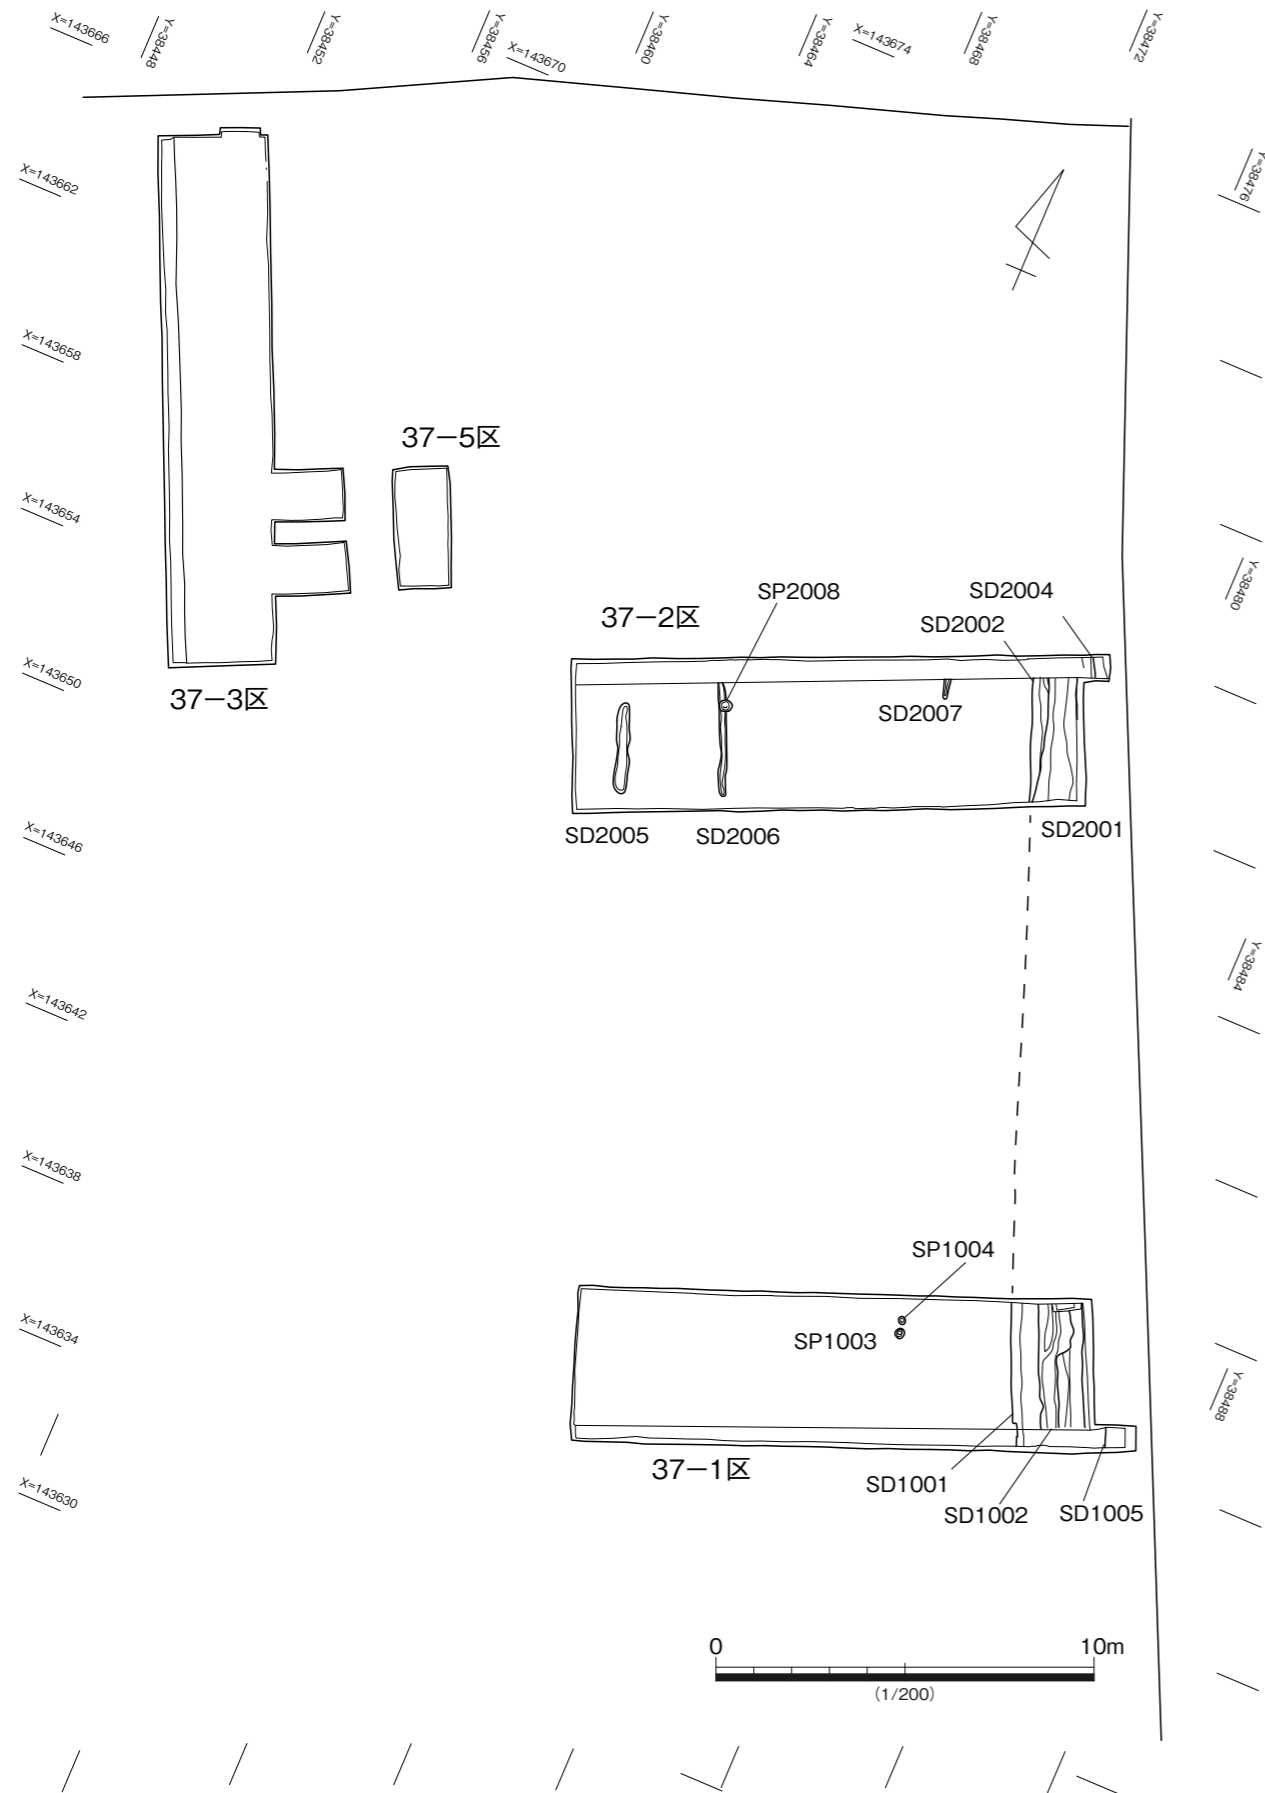 X=143666
Y=38448
Y=38452
Y=38456
X=143670
Y=38460
Y=38464
X=143674
Y=38468
Y=38472
X=143662
Y=38476
X=143658
37−5区
X=143654
SP2008
SD2004
Y=38480
37−2区
SD2002
X=143650
37−3区
SD2007
X=143646
SD2005
SD2006
SD2001
Y=38484
X=143642
X=143638
SP1004
X=143634
SP1003
Y=38488
37−1区
SD1001
X=143630
SD1002
SD1005
0
10m
(1/200)